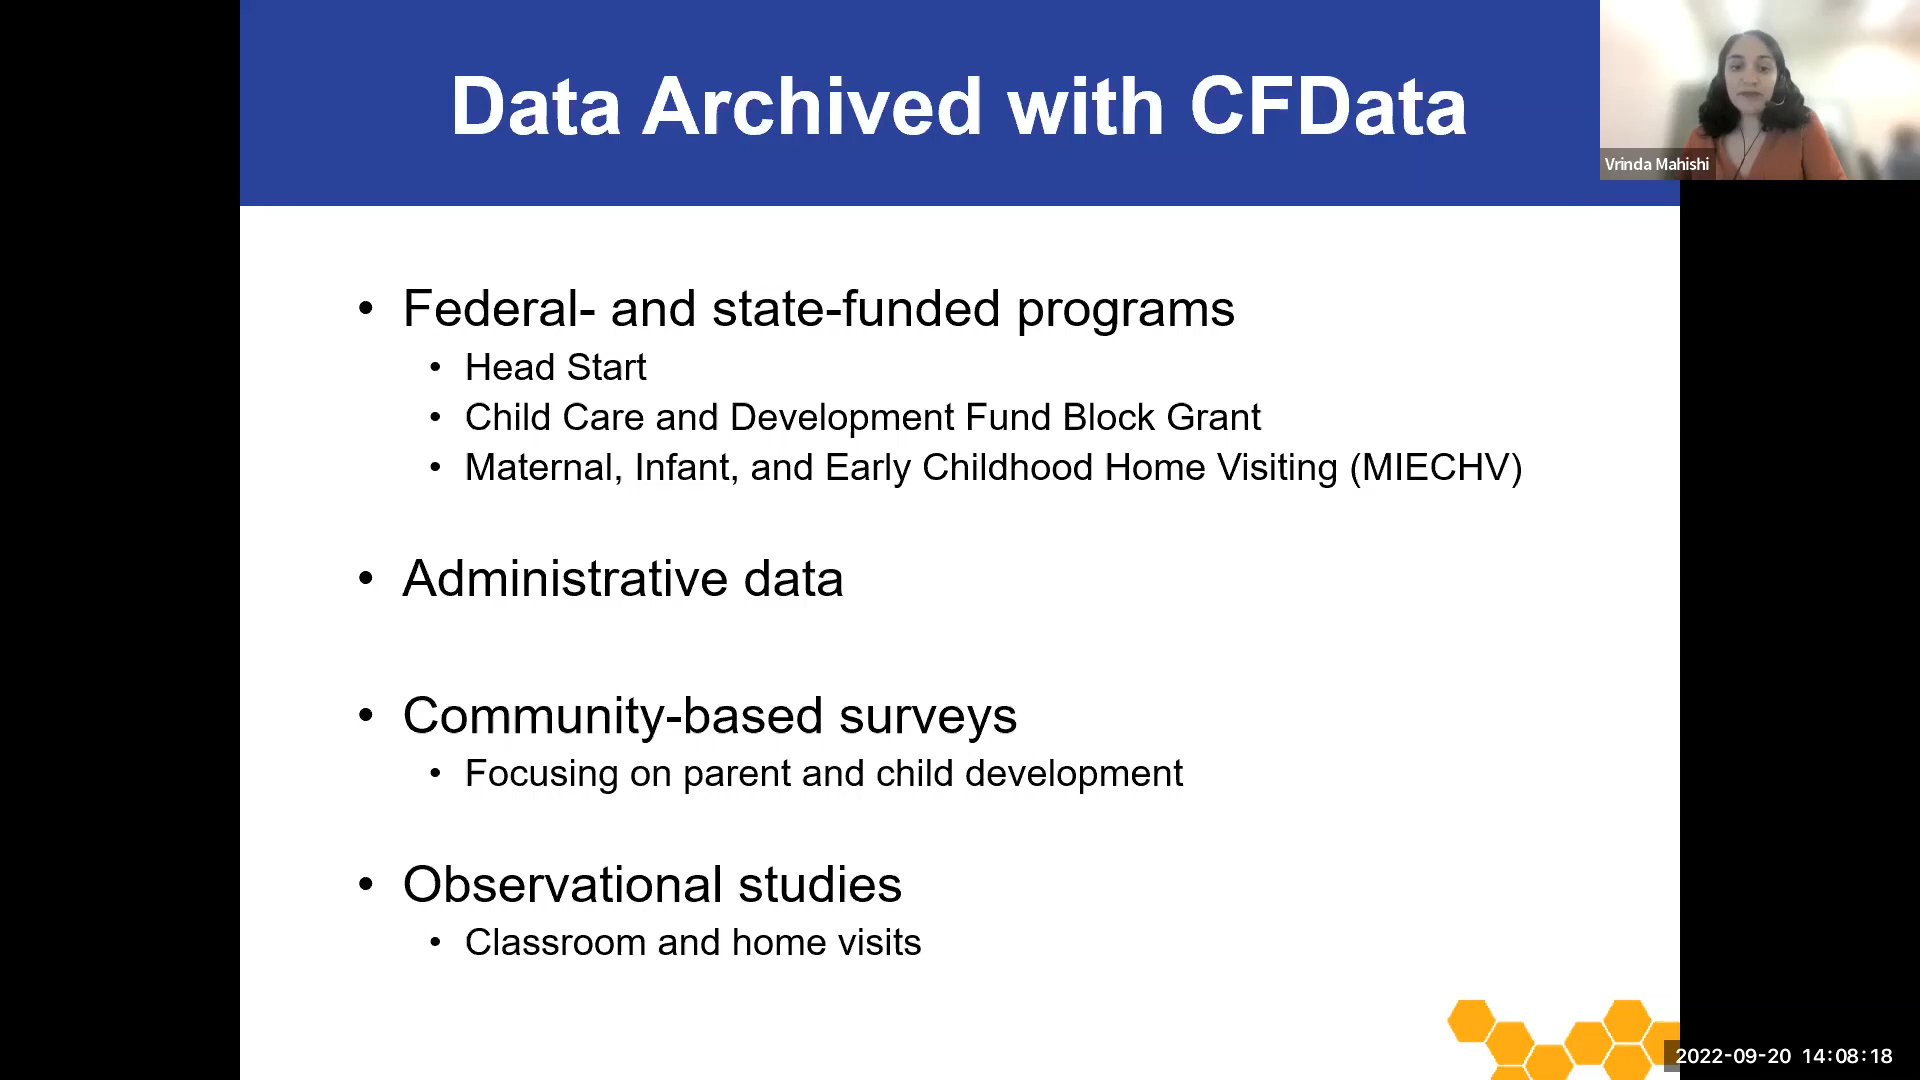 Data Archived with CFData
Vrinda Mahishi
• Federal- and state-funded programs
• Head Start
• Child Care and Development Fund Block Grant
• Maternal, Infant, and Early Childhood Home Visiting (MIECHV)
• Administrative data
• Community-based surveys
• Focusing on parent and child development
• Observational studies
• Classroom and home visits
2022-09-20 14:08:18